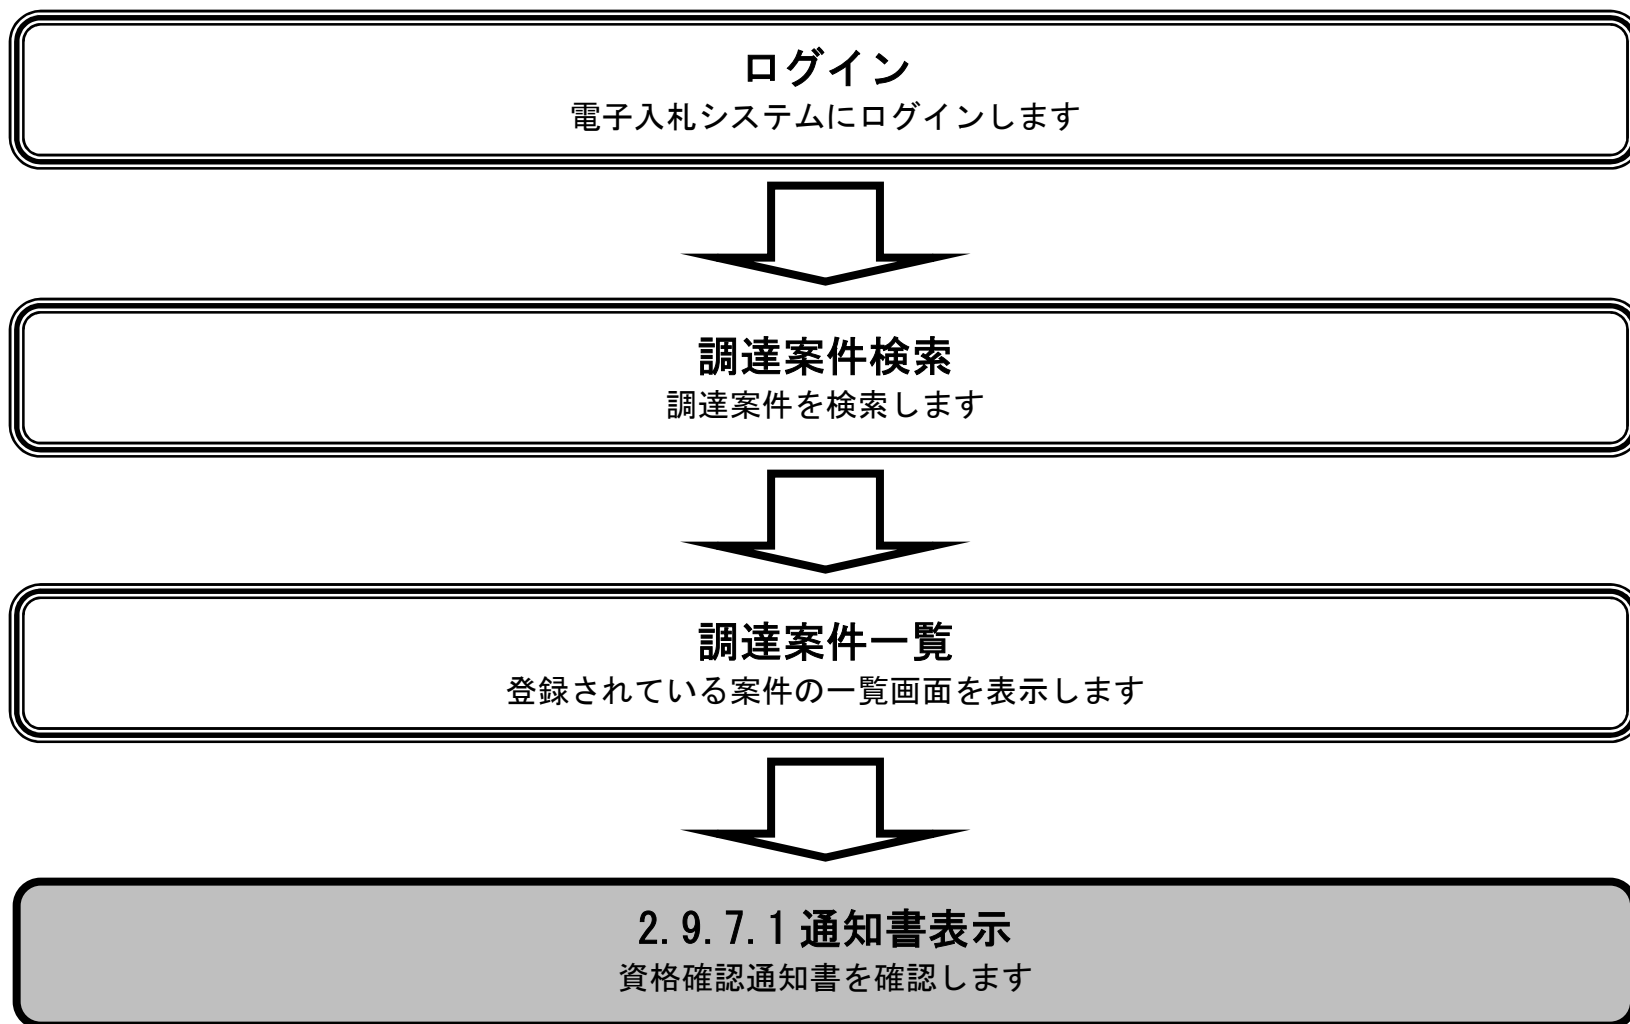 ログイン
電子入札システムにログインします
調達案件検索
調達案件を検索します
調達案件一覧
登録されている案件の一覧画面を表示します
2.9.7.1通知書表示
資格確認通知書を確認します